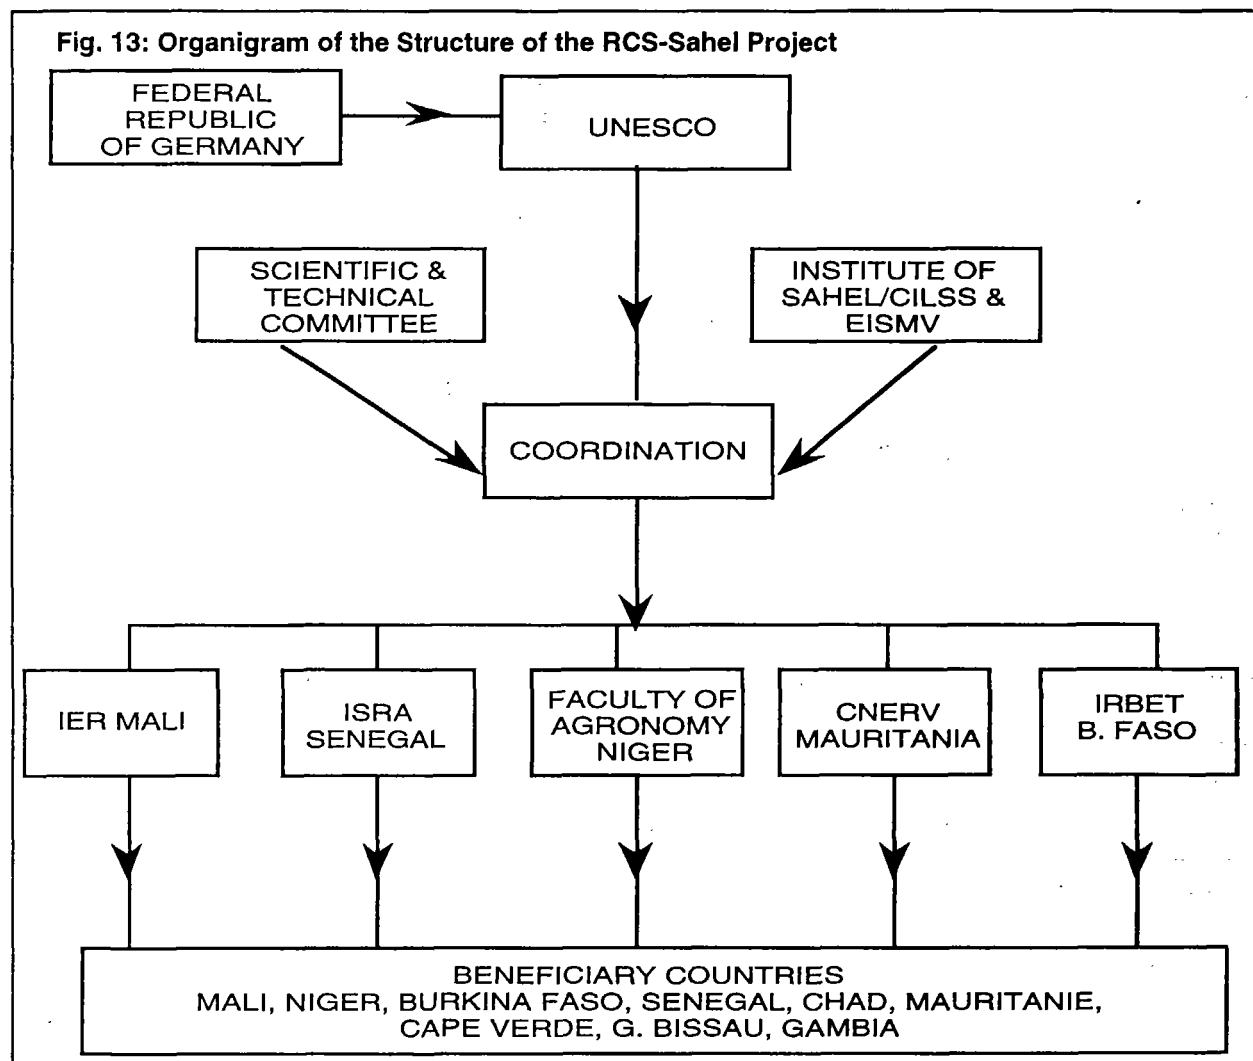 Fig. 13: Organigram of the Structure of the RCS-Sahel Project
FEDERAL
REPUBLIC
OF GERMANY
UNESCO
SCIENTIFIC &
TECHNICAL
COMMITTEE
INSTITUTE OF
SAHEL/CILSS &
EISMV
COORDINATION
IER MALI
ISRA
SENEGAL
FACULTY OF
AGRONOMY
NIGER
CNERV
MAURITANIA
IRBET
B. FASO
BENEFICIARY COUNTRIES
MALI, NIGER, BURKINA FASO, SENEGAL, CHAD, MAURITANIE,
CAPE VERDE, G. BISSAU, GAMBIA